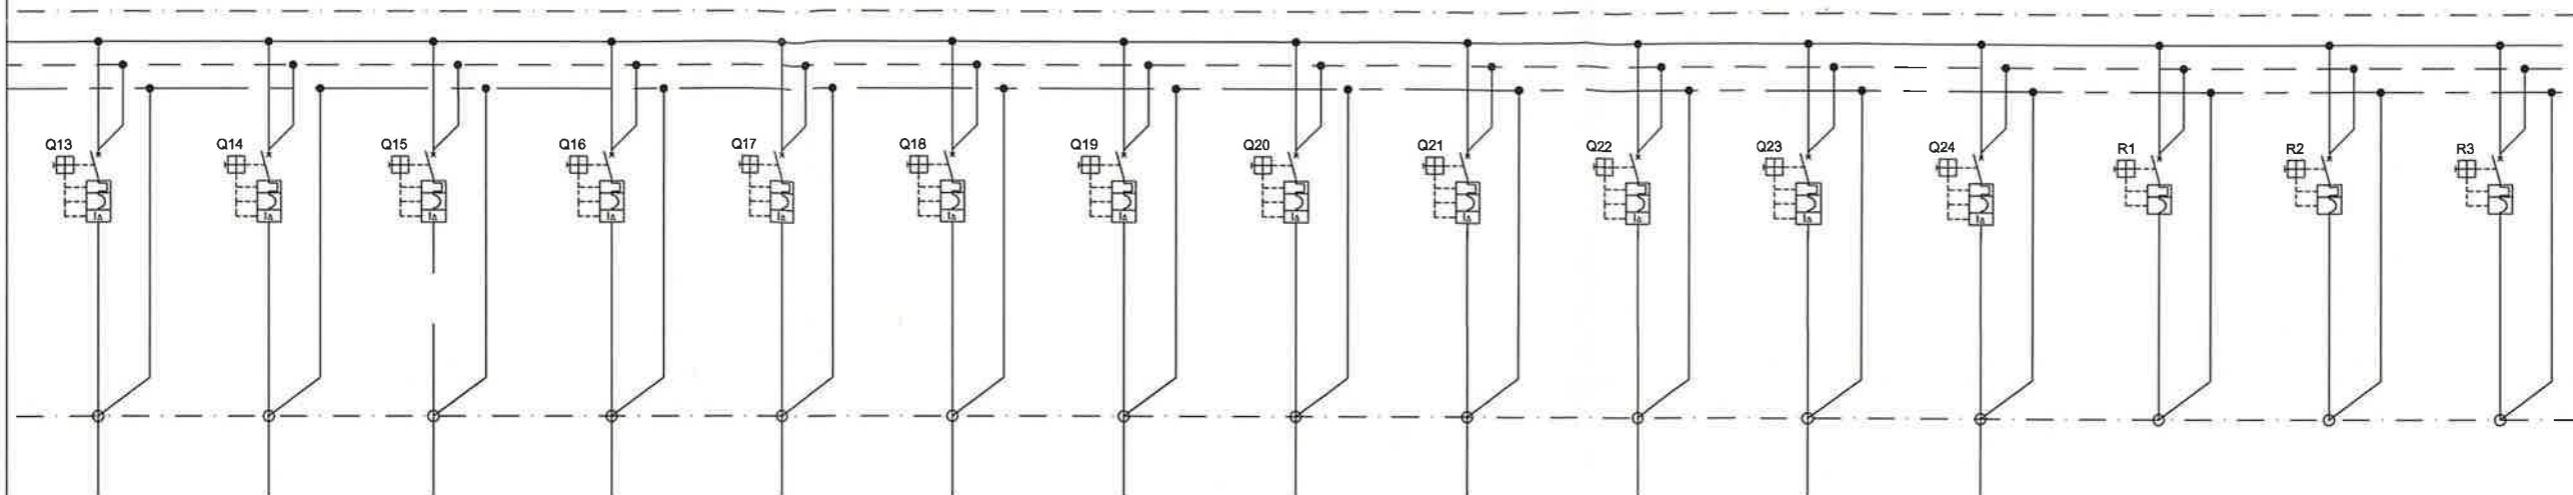 Q13 Q14 Q15 Q16 Q17 Q18 Q19 Q20 Q21 Q22 Q23 Q24 R1 R2 R3
I∆ I∆ I∆ I∆ I∆ I∆ I∆ I∆ I∆ I∆ I∆ I∆